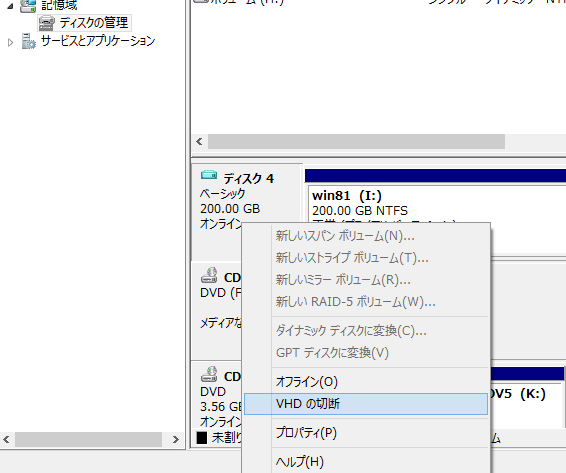 記憶域
ディスクの管理
サービスとアプリケーション
ディスク 4
ベーシック
200.00 GB
オンライン
win81 (I:)
200.00 GB NTFS
新しいスパン ボリューム(N)...
新しいストライプ ボリューム(T)...
新しいミラー ボリューム(R)...
新しい RAID-5 ボリューム(W)...
ダイナミック ディスクに変換(C)...
GPT ディスクに変換(V)
オフライン(O)
VHD の切断
プロパティ(P)
ヘルプ(H)
CD
DVD (F
メディアな
CD
DVD
3.56 GB
オンライン
DV5 (K:)
ム
未割り